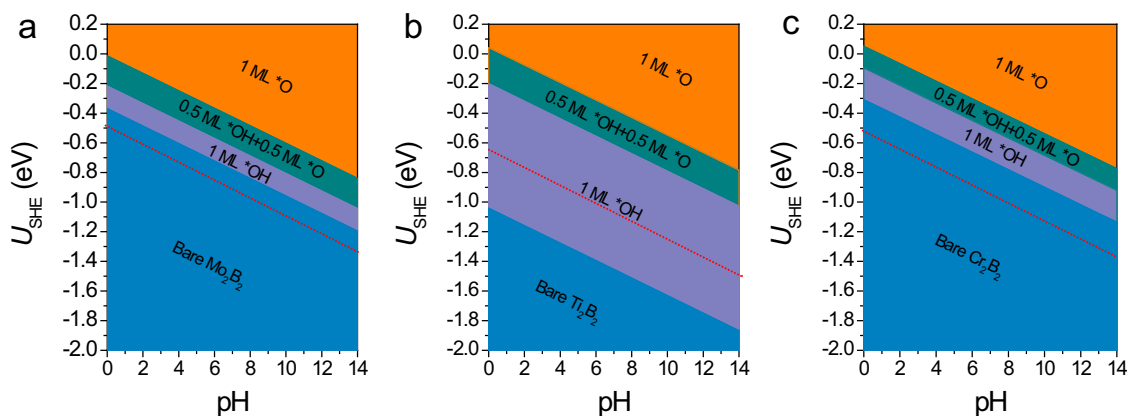 a
0.2
0.0
-0.2
-0.4
-0.6
-0.8
-1.0
-1.2
-1.4
-1.6
-1.8
-2.0
U_SHE (eV)
1 ML *O
0.5 ML *OH+0.5 ML *O
1 ML *OH
Bare Mo₂B₂
0 2 4 6 8 10 12 14
pH
b
0.2
0.0
-0.2
-0.4
-0.6
-0.8
-1.0
-1.2
-1.4
-1.6
-1.8
-2.0
U_SHE (eV)
1 ML *O
0.5 ML *OH+0.5 ML *O
1 ML *OH
Bare Ti₂B₂
0 2 4 6 8 10 12 14
pH
c
0.2
0.0
-0.2
-0.4
-0.6
-0.8
-1.0
-1.2
-1.4
-1.6
-1.8
-2.0
U_SHE (eV)
1 ML *O
0.5 ML *OH+0.5 ML *O
1 ML *OH
Bare Cr₂B₂
0 2 4 6 8 10 12 14
pH